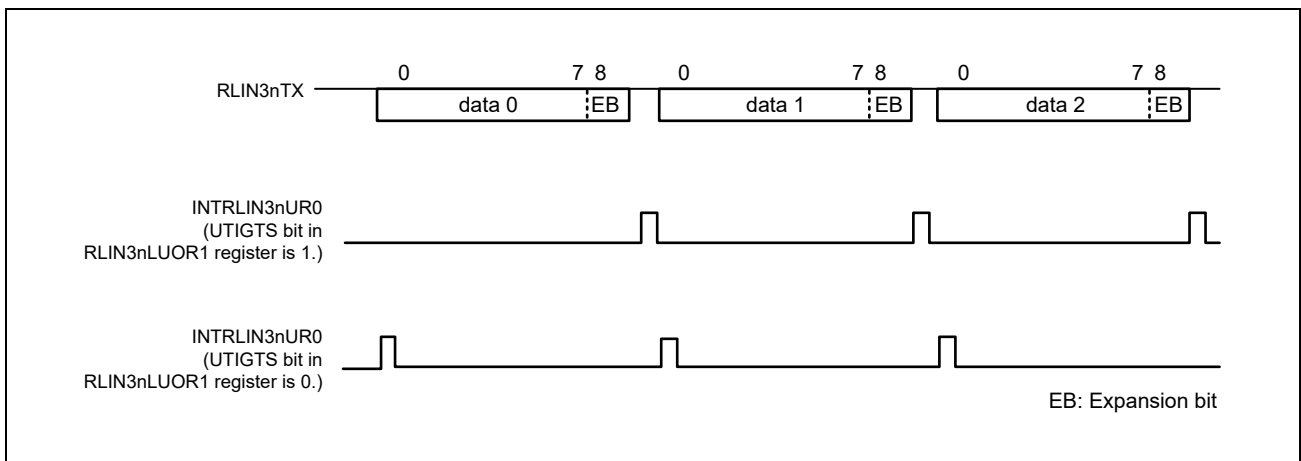 0 7 8 0 7 8 0 7 8
RLIN3nTX
data 0 EB data 1 EB data 2 EB
INTRLIN3nUR0
(UTIGTS bit in
RLIN3nLUOR1 register is 1.)
INTRLIN3nUR0
(UTIGTS bit in
RLIN3nLUOR1 register is 0.)
EB: Expansion bit